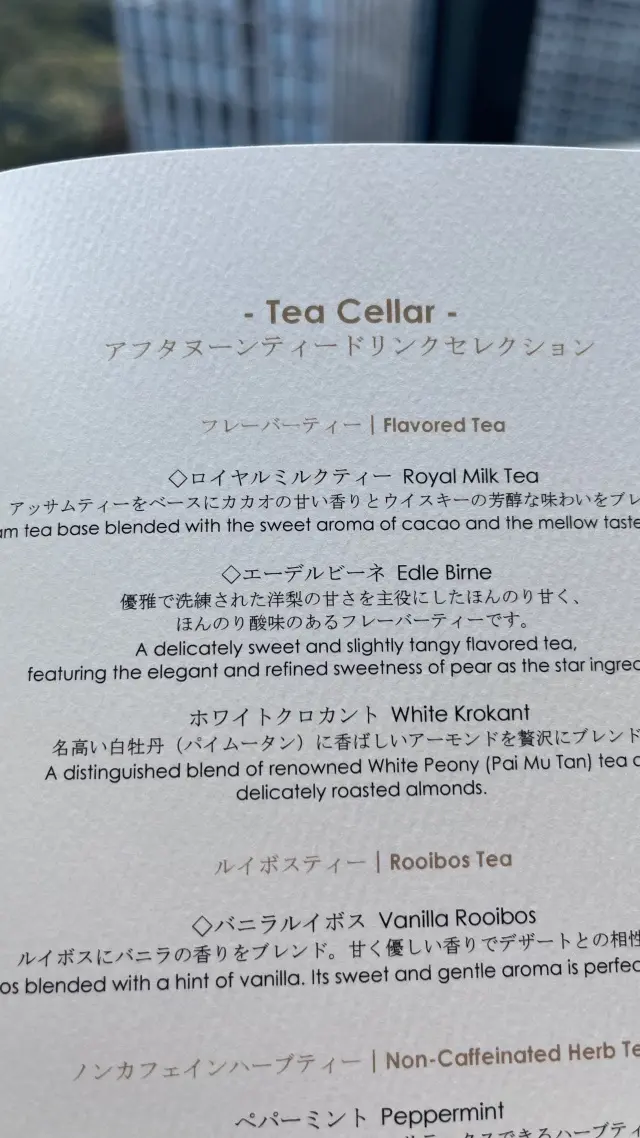 - Tea Cellar -
アフタヌーンティードリンクセレクション
フレーバーティー | Flavored Tea
◇ロイヤルミルクティー Royal Milk Tea
アッサムティーをベースにカカオの甘い香りとウイスキーの芳醇な味わいをブレ
am tea base blended with the sweet aroma of cacao and the mellow taste
◇エーデルビーネ Edle Birne
優雅で洗練された洋梨の甘さを主役にしたほんのり甘く、
ほんのり酸味のあるフレーバーティーです。
A delicately sweet and slightly tangy flavored tea,
featuring the elegant and refined sweetness of pear as the star ingre
ホワイトクロカント White Krokant
名高い白牡丹（パイムータン）に香ばしいアーモンドを贅沢にブレンド
A distinguished blend of renowned White Peony (Pai Mu Tan) tea
delicately roasted almonds.
ルイボスティー | Rooibos Tea
◇バニラルイボス Vanilla Rooibos
ルイボスにバニラの香りをブレンド。甘く優しい香りでデザートとの相性
os blended with a hint of vanilla. Its sweet and gentle aroma is perfec
ノンカフェインハーブティー | Non-Caffeinated Herb Te
ペパーミント Peppermint